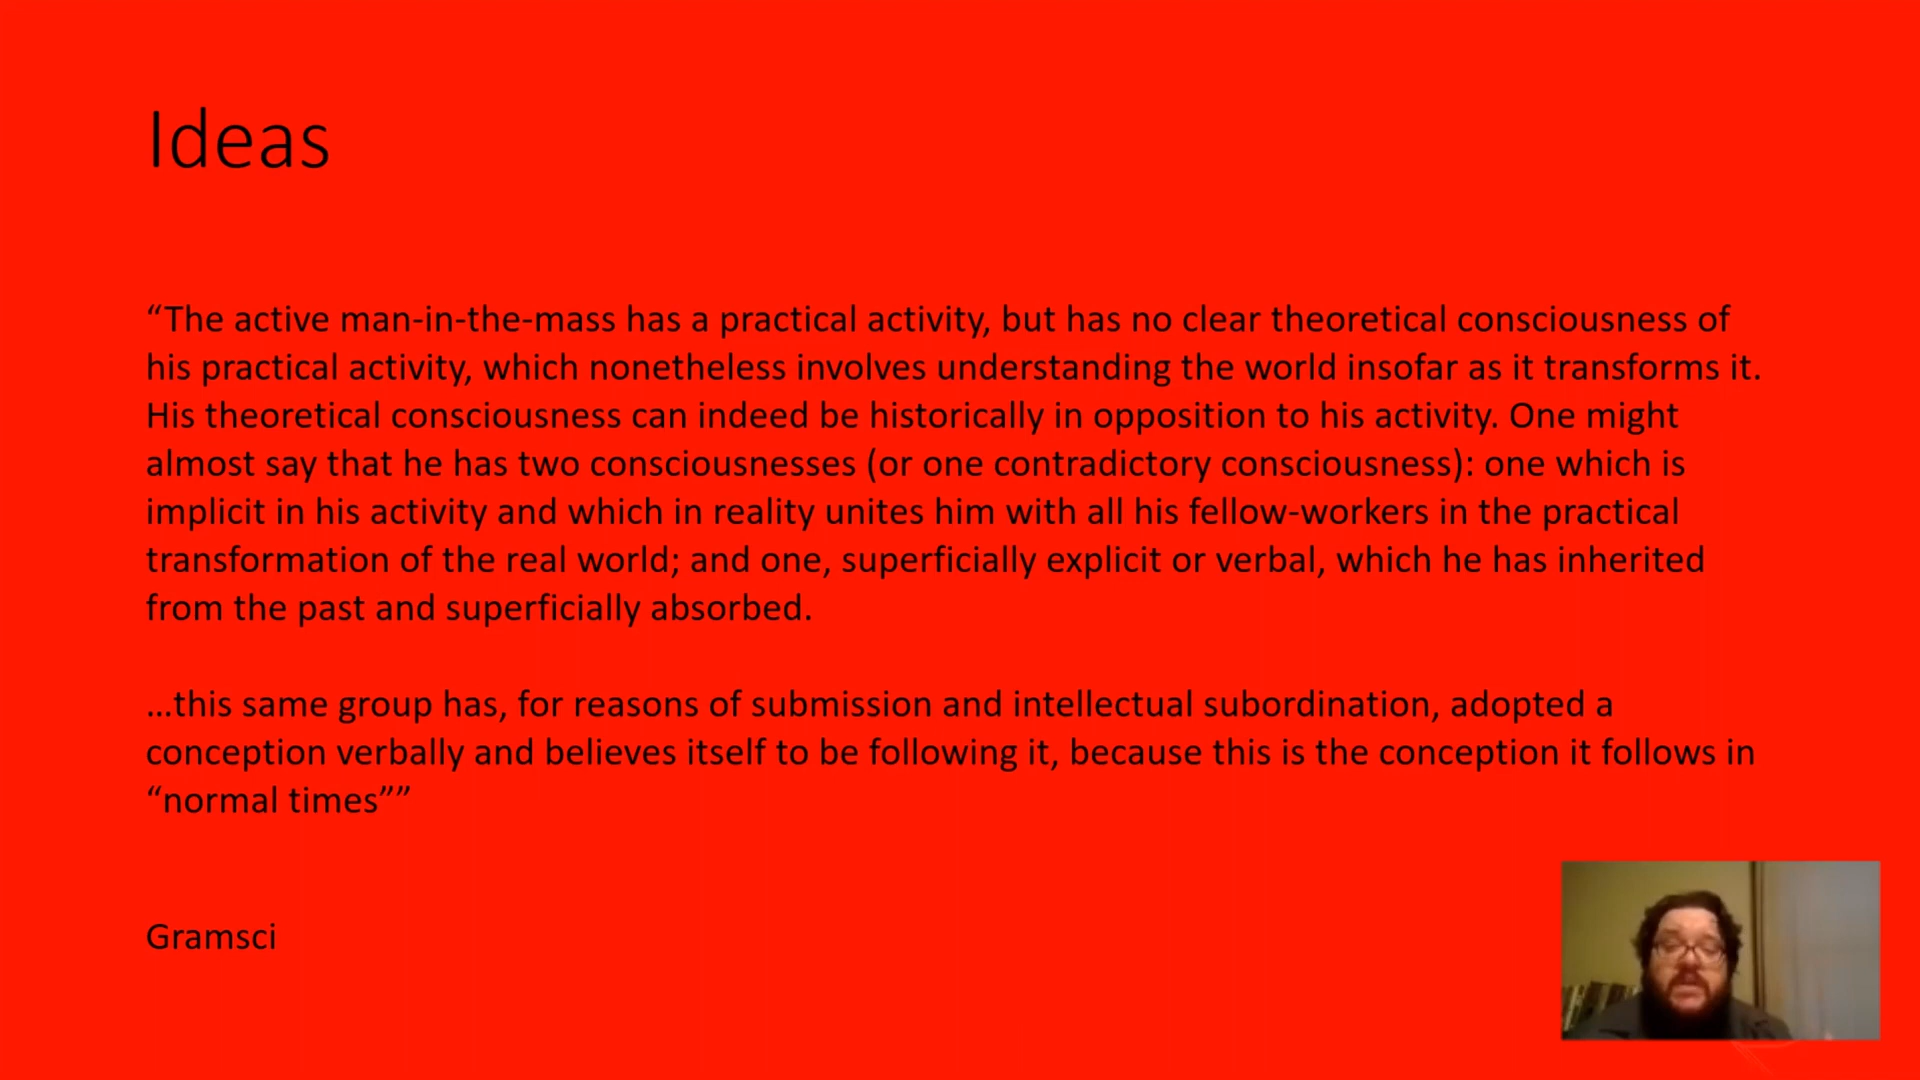 Ideas
“The active man-in-the-mass has a practical activity, but has no clear theoretical consciousness of
his practical activity, which nonetheless involves understanding the world insofar as it transforms it.
His theoretical consciousness can indeed be historically in opposition to his activity. One might
almost say that he has two consciousnesses (or one contradictory consciousness): one which is
implicit in his activity and which in reality unites him with all his fellow-workers in the practical
transformation of the real world; and one, superficially explicit or verbal, which he has inherited
from the past and superficially absorbed.
…this same group has, for reasons of submission and intellectual subordination, adopted a
conception verbally and believes itself to be following it, because this is the conception it follows in
“normal times””
Gramsci